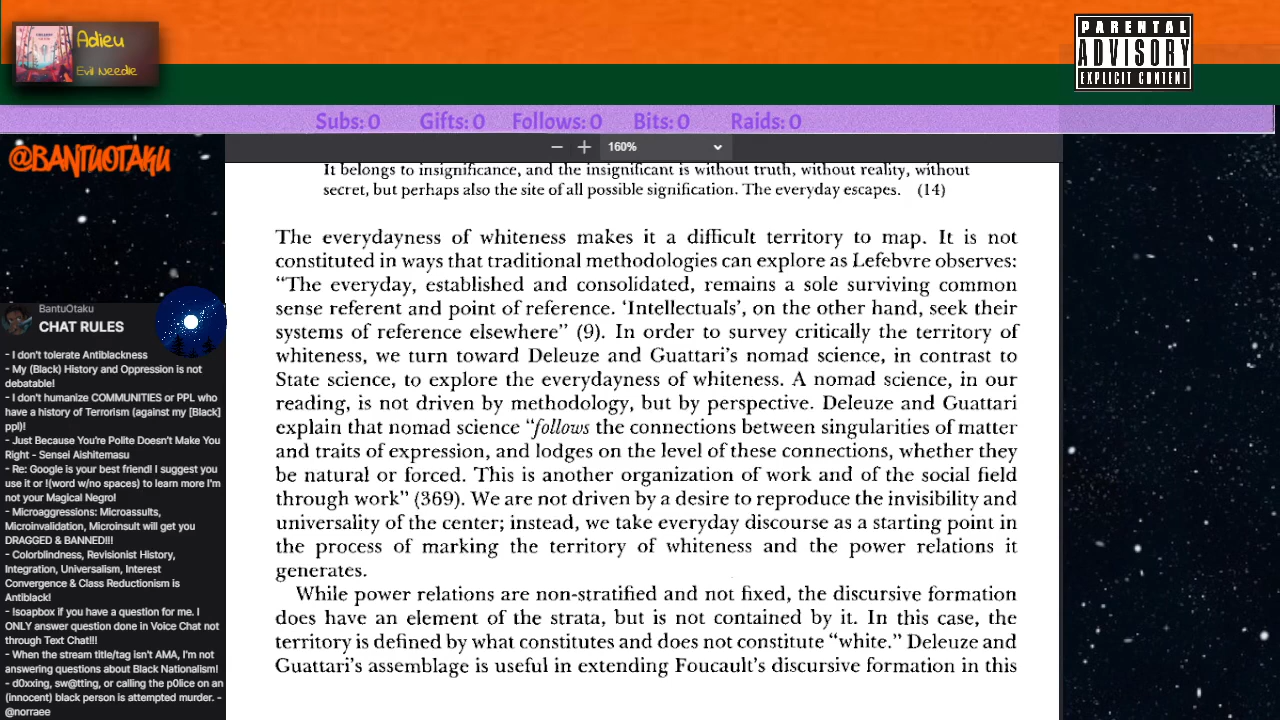 Adieu
Evil Needle
PARENTAL
ADVISORY
EXPLICIT CONTENT
Subs: 0 Gifts: 0 Follows: 0 Bits: 0 Raids: 0
@BANTUOTAKU
160%
It belongs to insignificance, and the insignificant is without truth, without reality, without
secret, but perhaps also the site of all possible signification. The everyday escapes. (14)
The everydayness of whiteness makes it a difficult territory to map. It is not
constituted in ways that traditional methodologies can explore as Lefebvre observes:
“The everyday, established and consolidated, remains a sole surviving common
sense referent and point of reference. ‘Intellectuals’, on the other hand, seek their
systems of reference elsewhere” (9). In order to survey critically the territory of
whiteness, we turn toward Deleuze and Guattari’s nomad science, in contrast to
State science, to explore the everydayness of whiteness. A nomad science, in our
reading, is not driven by methodology, but by perspective. Deleuze and Guattari
explain that nomad science “follows the connections between singularities of matter
and traits of expression, and lodges on the level of these connections, whether they
be natural or forced. This is another organization of work and of the social field
through work” (369). We are not driven by a desire to reproduce the invisibility and
universality of the center; instead, we take everyday discourse as a starting point in
the process of marking the territory of whiteness and the power relations it
generates.
While power relations are non-stratified and not fixed, the discursive formation
does have an element of the strata, but is not contained by it. In this case, the
territory is defined by what constitutes and does not constitute “white.” Deleuze and
Guattari’s assemblage is useful in extending Foucault’s discursive formation in this
BantuOtaku
CHAT RULES
- I don't tolerate Antiblackness
- My (Black) History and Oppression is not
debatable!
- I don't humanize COMMUNITIES or PPL who
have a history of Terrorism (against my [Black]
ppl)!
- Just Because You're Polite Doesn't Make You
Right - Sensei Aishitemasu
- Re: Google is your best friend! I suggest you
use it or !(word w/no spaces) to learn more I'm
not your Magical Negro!
- Microaggressions: Microassults,
Microinvalidation, Microinsult will get you
DRAGGED & BANNED!!!
- Colorblindness, Revisionist History,
Integration, Universalism, Interest
Convergence & Class Reductionism is
Antiblack!
- !soapbox if you have a question for me. I
ONLY answer question done in Voice Chat not
through Text Chat!!!
- When the stream title/tag isn't AMA, I'm not
answering questions about Black Nationalism!
- d0xxing, sw@tting, or calling the p0lice on an
(innocent) black person is attempted murder. -
@norraee